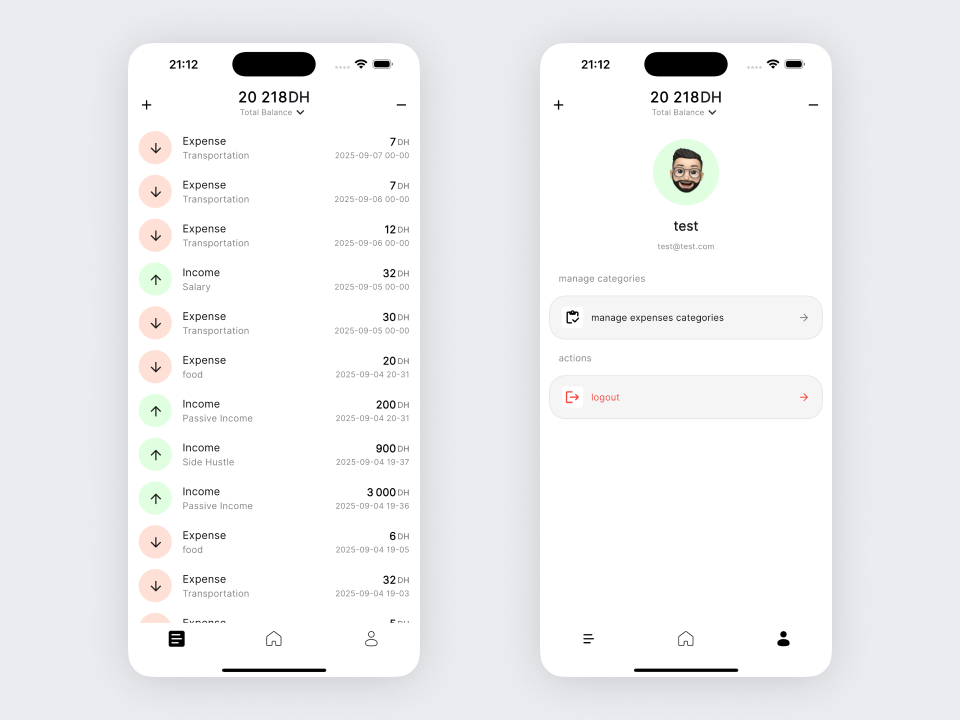 21:12
20 218DH
Total Balance
Expense 7 DH
Transportation 2025-09-07 00-00
Expense 7 DH
Transportation 2025-09-06 00-00
Expense 12 DH
Transportation 2025-09-06 00-00
Income 32 DH
Salary 2025-09-05 00-00
Expense 30 DH
Transportation 2025-09-05 00-00
Expense 20 DH
food 2025-09-04 20-31
Income 200 DH
Passive Income 2025-09-04 20-31
Income 900 DH
Side Hustle 2025-09-04 19-37
Income 3 000 DH
Passive Income 2025-09-04 19-36
Expense 6 DH
food 2025-09-04 19-05
Expense 32 DH
Transportation 2025-09-04 19-03
Expense 5 DH
21:12
20 218DH
Total Balance
test
test@test.com
manage categories
manage expenses categories
actions
logout